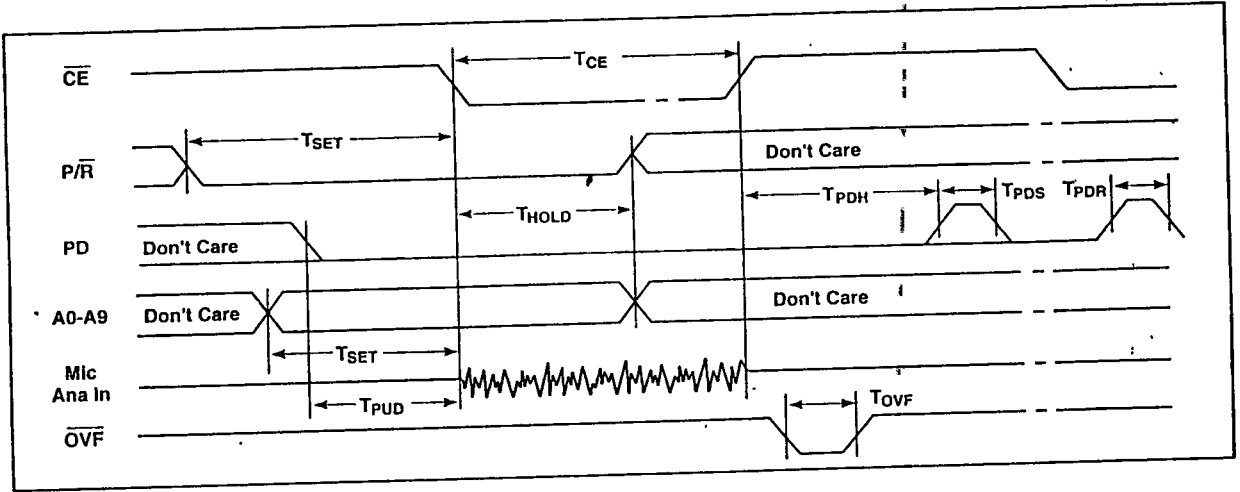 CE
TCE
TSET
P/R
Don't Care
THOLD
TPDH
TPDS
TPDR
PD
Don't Care
A0-A9
Don't Care
Don't Care
TSET
Mic
Ana In
TPUD
TOVF
OVF